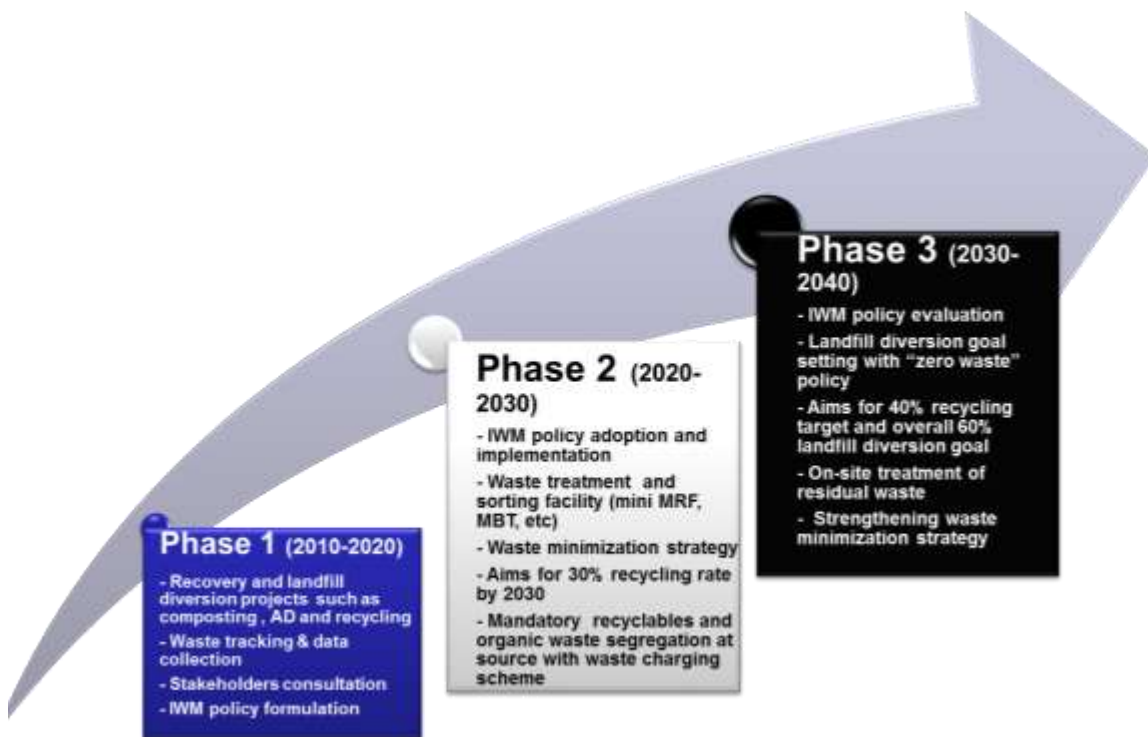 Phase 1 (2010-2020)
- Recovery and landfill
diversion projects such as
composting , AD and recycling
- Waste tracking & data
collection
- Stakeholders consultation
- IWM policy formulation
Phase 2 (2020-
2030)
- IWM policy adoption and
implementation
- Waste treatment and
sorting facility (mini MRF,
MBT, etc)
- Waste minimization strategy
- Aims for 30% recycling rate
by 2030
- Mandatory recyclables and
organic waste segregation at
source with waste charging
scheme
Phase 3 (2030-
2040)
- IWM policy evaluation
- Landfill diversion goal
setting with “zero waste”
policy
- Aims for 40% recycling
target and overall 60%
landfill diversion goal
- On-site treatment of
residual waste
- Strengthening waste
minimization strategy